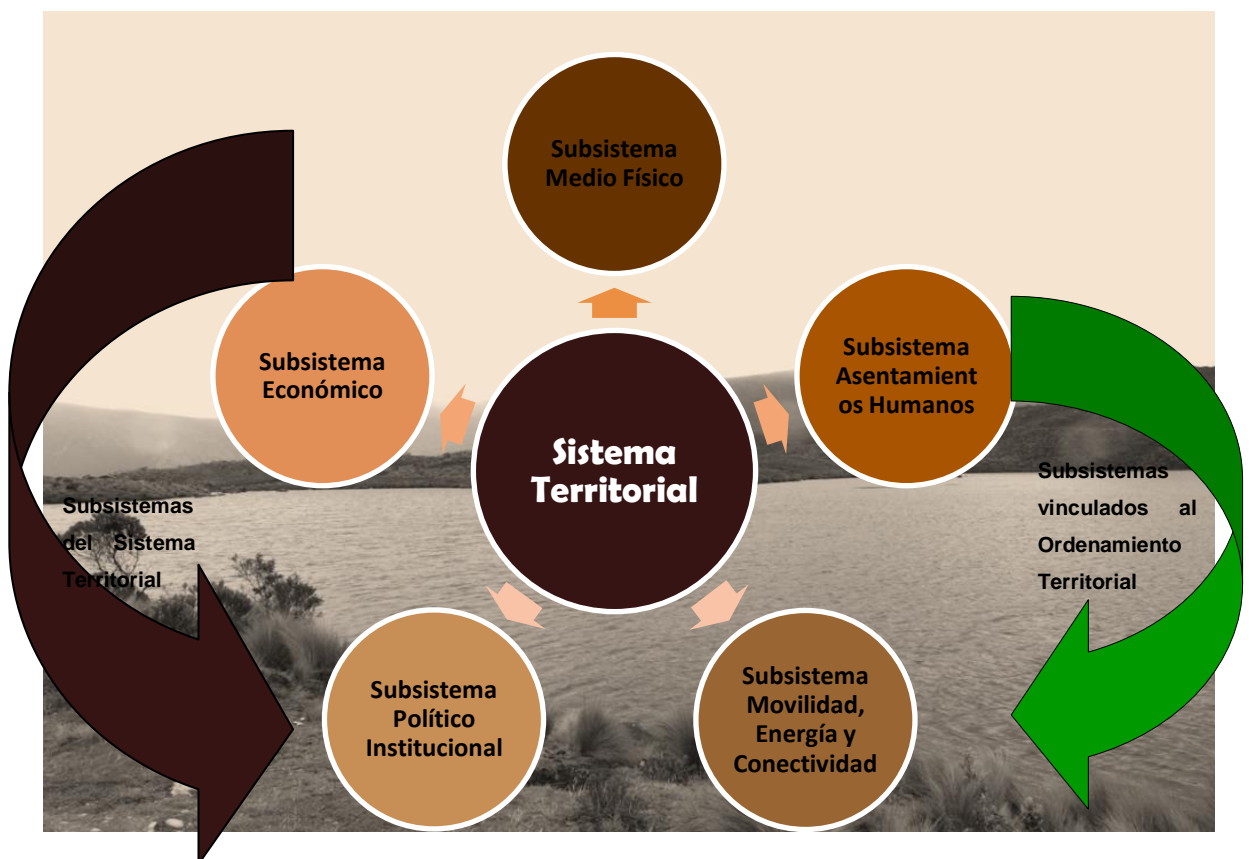 Subsistema
Medio Físico
Subsistema
Económico
Subsistema
Asentamient
os Humanos
Sistema
Territorial
Subsistemas
del Sistema
Territorial
Subsistemas
vinculados al
Ordenamiento
Territorial
Subsistema
Político
Institucional
Subsistema
Movilidad,
Energía y
Conectividad